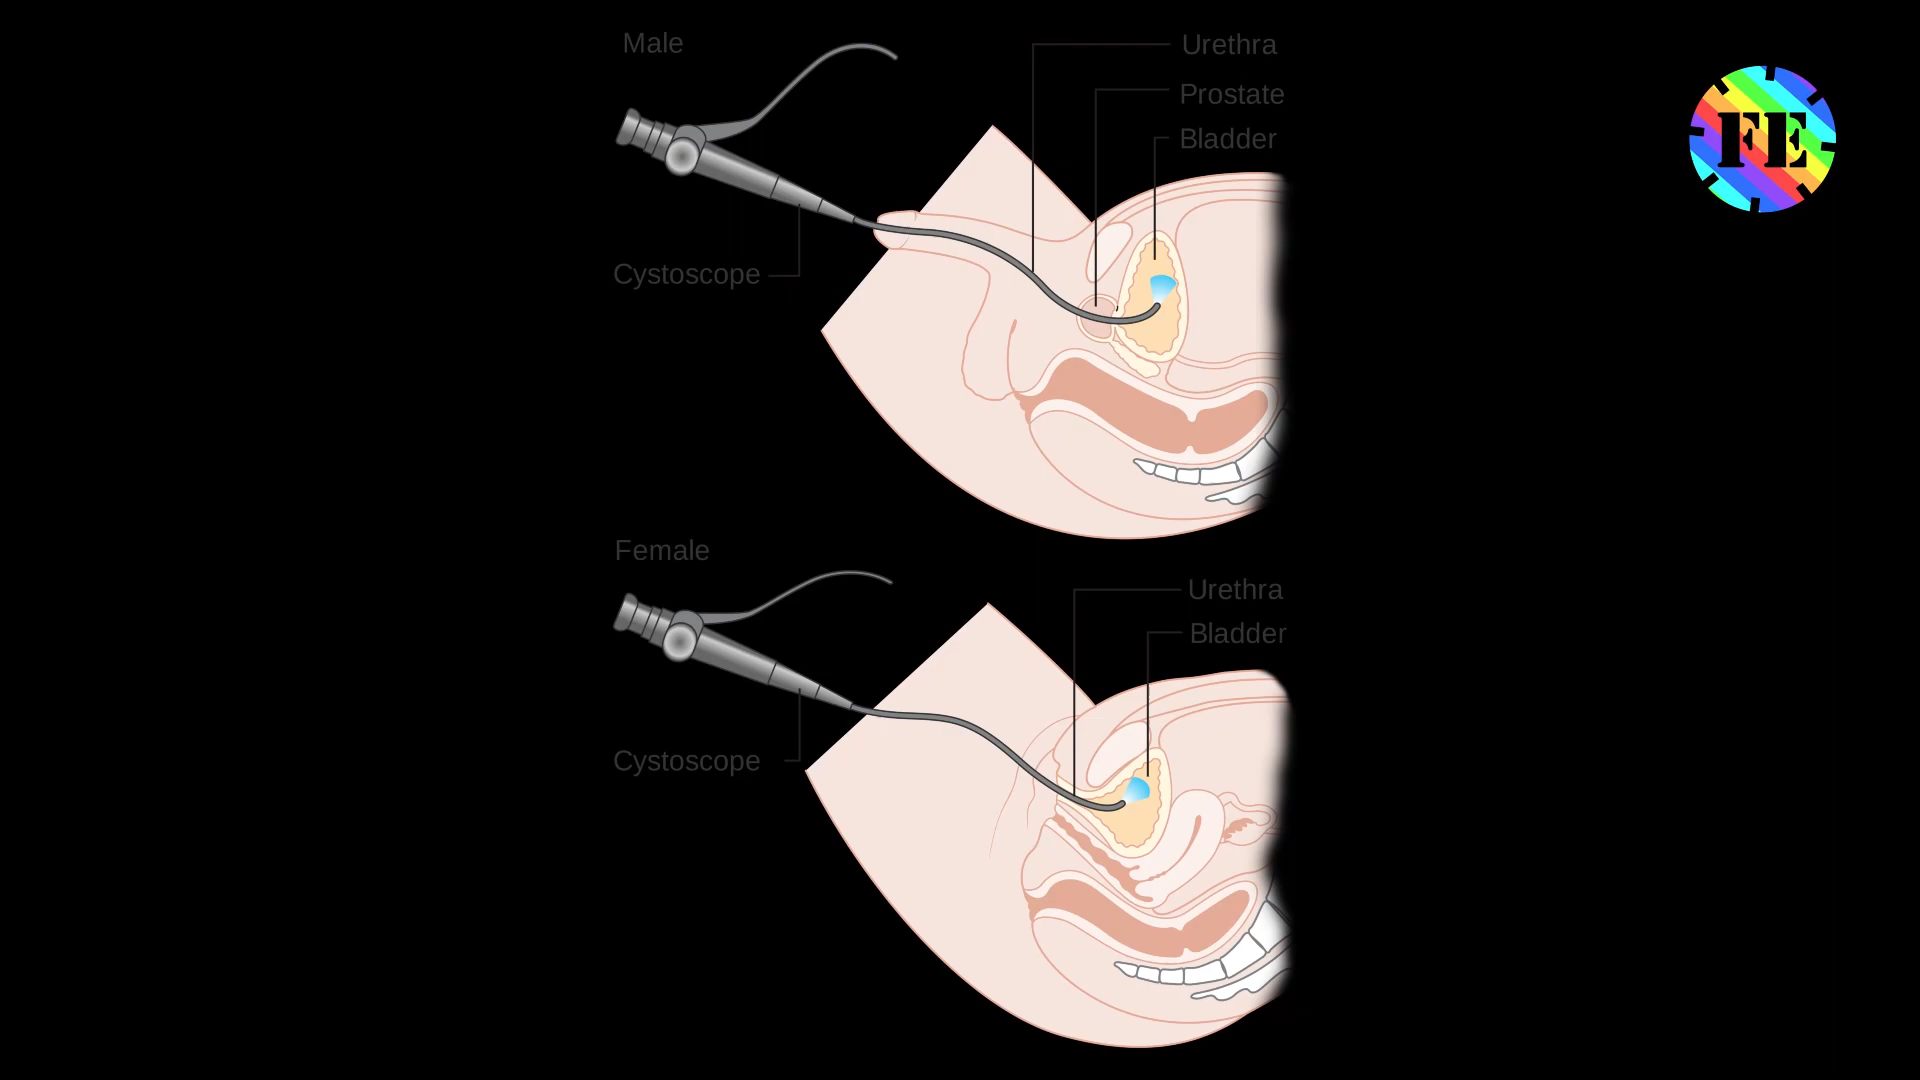 Male
Urethra
Prostate
Bladder
FE
Cystoscope
Female
Urethra
Bladder
Cystoscope